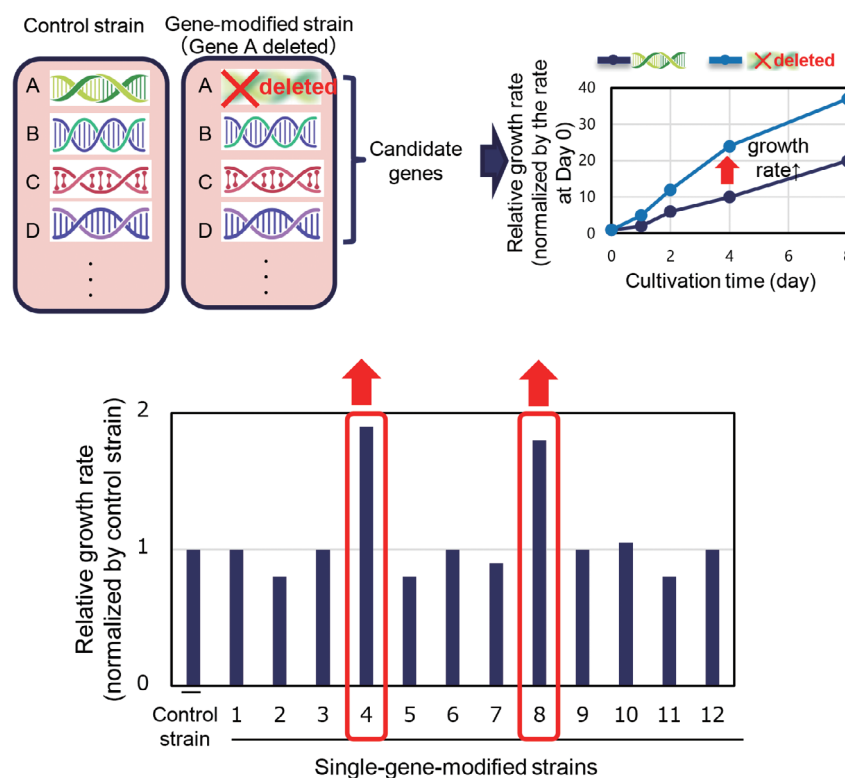 Control strain
Gene-modified strain
(Gene A deleted)
A
B
C
D
A
deleted
B
C
D
Candidate
genes
deleted
Relative growth rate
(normalized by the rate
at Day 0)
40
30
20
10
0
growth
rate↑
0
2
4
6
8
Cultivation time (day)
Relative growth rate
(normalized by control strain)
2
1
0
Control
strain
1
2
3
4
5
6
7
8
9
10
11
12
Single-gene-modified strains